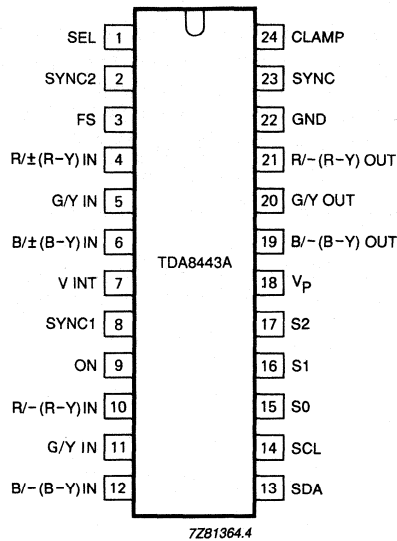 SEL 1 24 CLAMP
SYNC2 2 23 SYNC
FS 3 22 GND
R/±(R–Y) IN 4 21 R/–(R–Y) OUT
G/Y IN 5 20 G/Y OUT
B/±(B–Y) IN 6 19 B/–(B–Y) OUT
TDA8443A
V INT 7 18 VP
SYNC1 8 17 S2
ON 9 16 S1
R/–(R–Y)IN 10 15 S0
G/Y IN 11 14 SCL
B/–(B–Y)IN 12 13 SDA
7Z81364.4